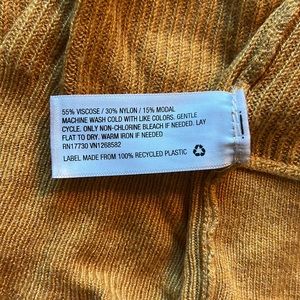 55% VISCOSE / 30% NYLON / 15% MODAL
MACHINE WASH COLD WITH LIKE COLORS. GENTLE
CYCLE. ONLY NON-CHLORINE BLEACH IF NEEDED. LAY
FLAT TO DRY. WARM IRON IF NEEDED
RN17730 VN1268582
LABEL MADE FROM 100% RECYCLED PLASTIC